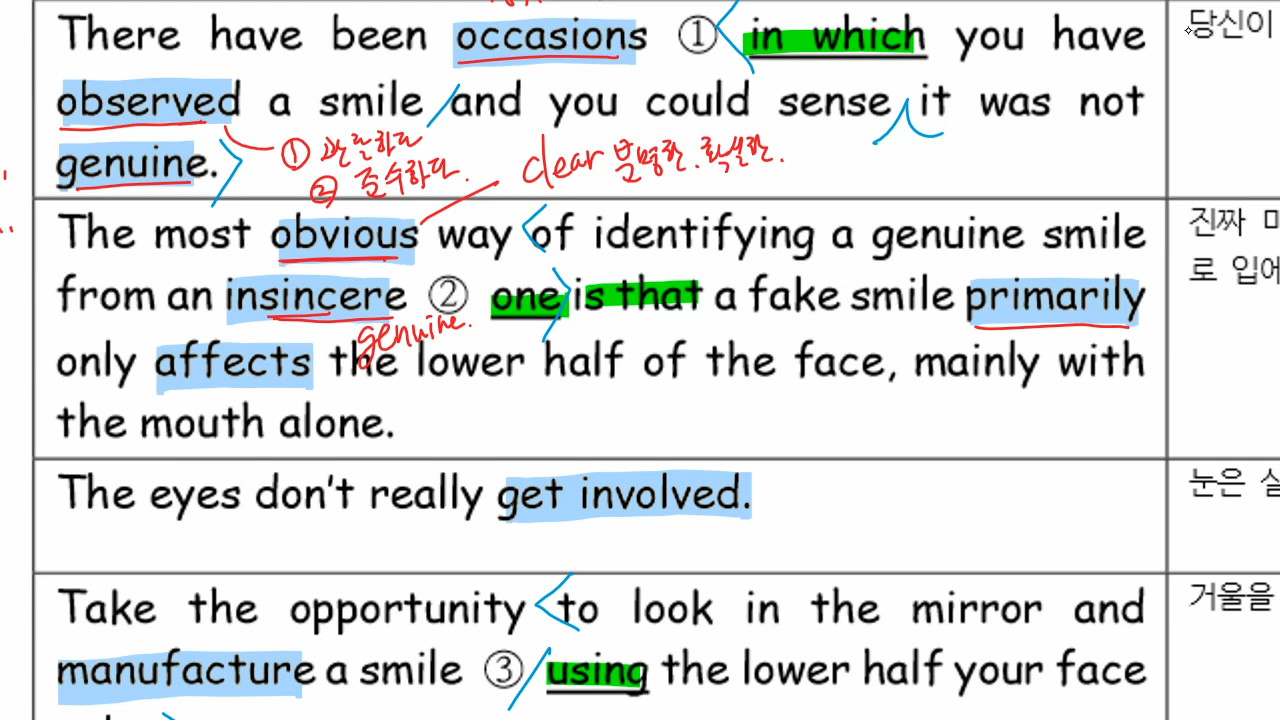 There have been occasions ① in which you have
당신이
observed a smile and you could sense it was not
genuine.
① 관찰하다
② 준수하다.
clear 분명한. 확실한.
The most obvious way of identifying a genuine smile
진짜 미
from an insincere ② one is that a fake smile primarily
로 입에
genuine.
only affects the lower half of the face, mainly with
the mouth alone.
The eyes don't really get involved.
눈은 실
Take the opportunity to look in the mirror and
거울을
manufacture a smile ③ using the lower half your face